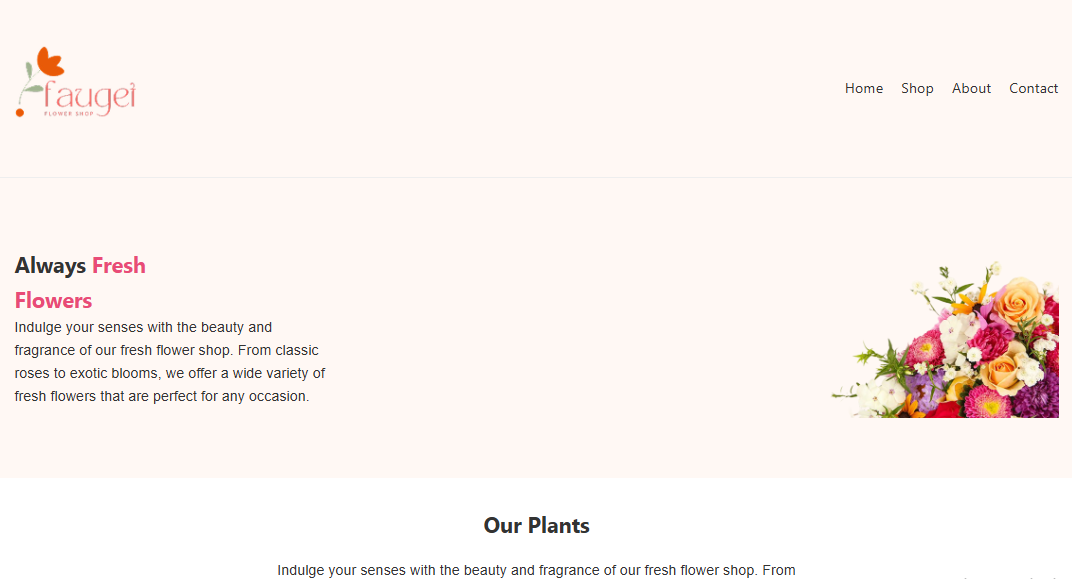 faugei
FLOWER SHOP
Home Shop About Contact
Always Fresh
Flowers
Indulge your senses with the beauty and
fragrance of our fresh flower shop. From classic
roses to exotic blooms, we offer a wide variety of
fresh flowers that are perfect for any occasion.
Our Plants
Indulge your senses with the beauty and fragrance of our fresh flower shop. From